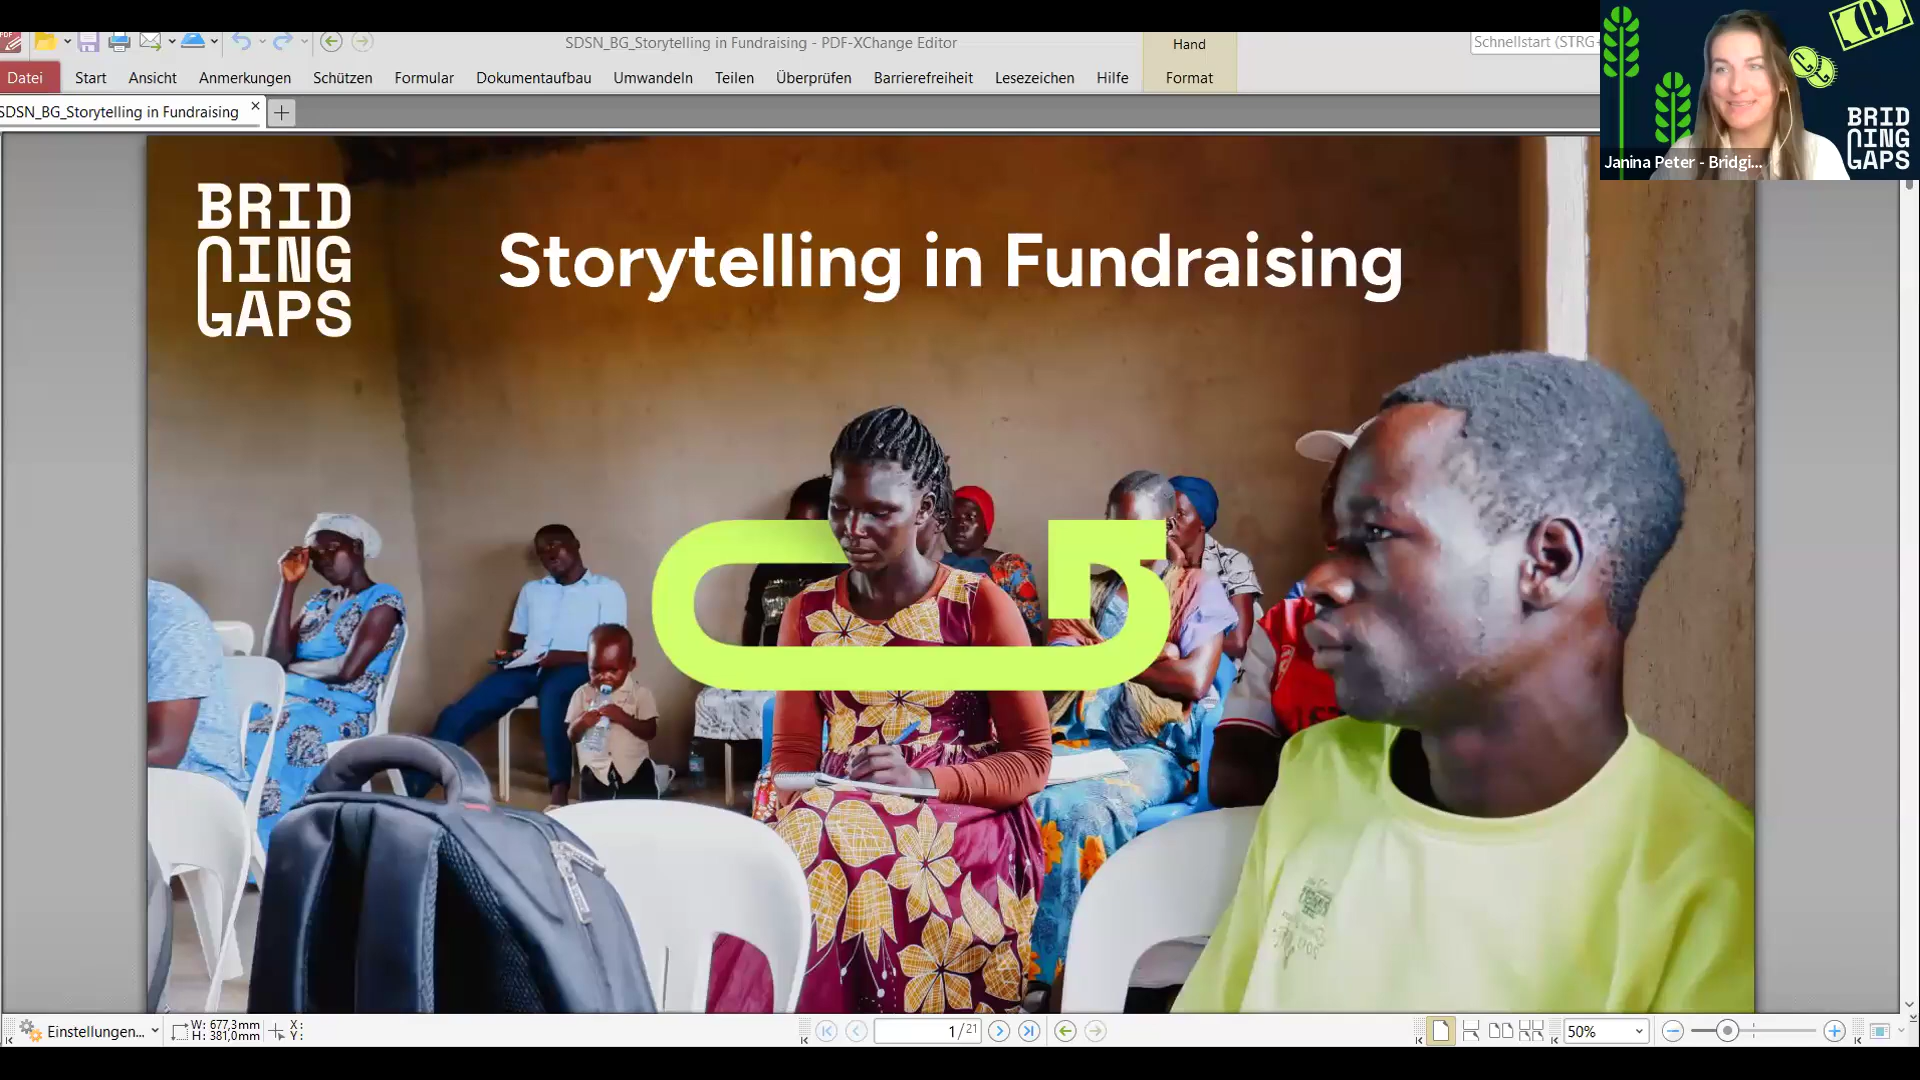 SDSN_BG_Storytelling in Fundraising - PDF-XChange Editor
Hand
Schnellstart (STRG+
Datei
Start
Ansicht
Anmerkungen
Schützen
Formular
Dokumentaufbau
Umwandeln
Teilen
Überprüfen
Barrierefreiheit
Lesezeichen
Hilfe
Format
SDSN_BG_Storytelling in Fundraising
BRID
GING
GAPS
Storytelling in Fundraising
BRID
GING
GAPS
Janina Peter - Bridgi...
Einstellungen...
W: 677,3mm
H: 381,0mm
X:
Y:
1 / 21
50%